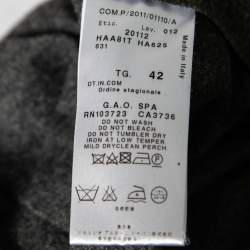 COM.P/2011/01110/A
Etic. Lav. 012
20112
HAA81T HA625
631
Made in Italy
TG. 42
DT.IN.COM
Ordine stagionale
G.A.O. SPA
RN103723 CA3736
DO NOT WASH
DO NOT BLEACH
DO NOT TUMBLE DRY
IRON AT LOW TEMPER
MILD DRYCLEAN PERCH